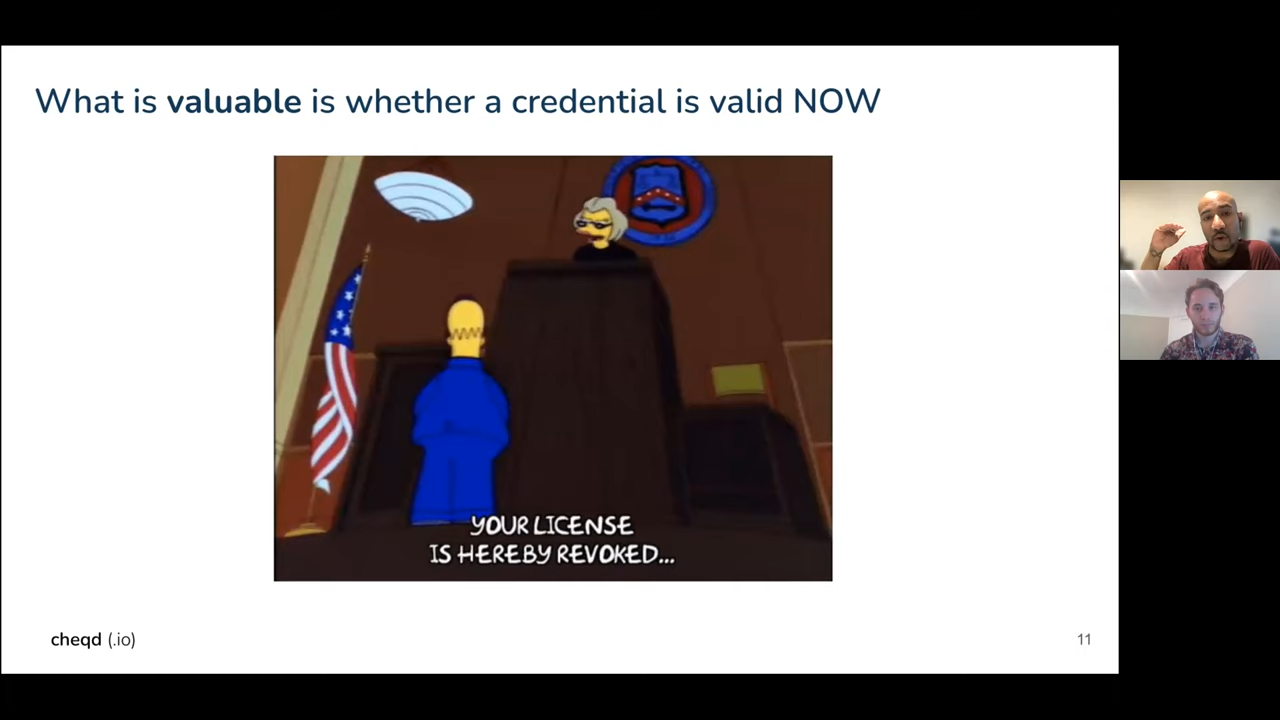 What is valuable is whether a credential is valid NOW
YOUR LICENSE
IS HEREBY REVOKED...
cheqd (.io)
11